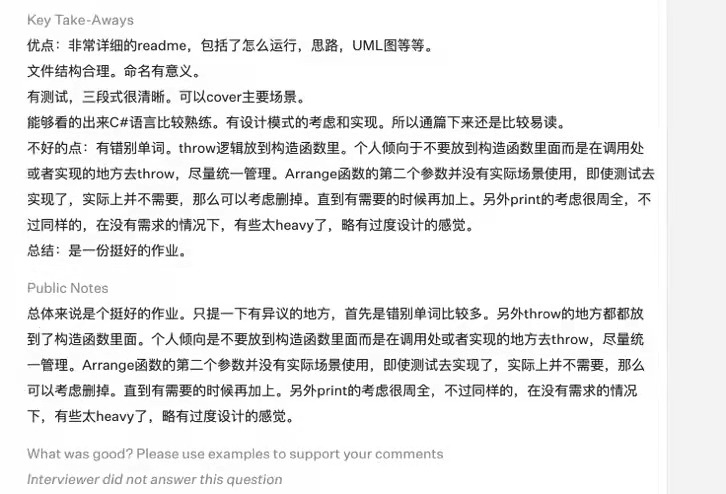 Key Take-Aways
优点：非常详细的readme，包括了怎么运行，思路，UML图等等。
文件结构合理。命名有意义。
有测试，三段式很清晰。可以cover主要场景。
能够看的出来C#语言比较熟练。有设计模式的考虑和实现。所以通篇下来还是比较易读。
不好的点：有错别单词。throw逻辑放到构造函数里。个人倾向于不要放到构造函数里面而是在调用处
或者实现的地方去throw，尽量统一管理。Arrange函数的第二个参数并没有实际场景使用，即使测试去
实现了，实际上并不需要，那么可以考虑删掉。直到有需要的时候再加上。另外print的考虑很周全，不
过同样的，在没有需求的情况下，有些太heavy了，略有过度设计的感觉。
总结：是一份挺好的作业。
Public Notes
总体来说是个挺好的作业。只提一下有异议的地方，首先是错别单词比较多。另外throw的地方都都放
到了构造函数里面。个人倾向是不要放到构造函数里面而是在调用处或者实现的地方去throw，尽量统
一管理。Arrange函数的第二个参数并没有实际场景使用，即使测试去实现了，实际上并不需要，那么
可以考虑删掉。直到有需要的时候再加上。另外print的考虑很周全，不过同样的，在没有需求的情况
下，有些太heavy了，略有过度设计的感觉。
What was good? Please use examples to support your comments
Interviewer did not answer this question